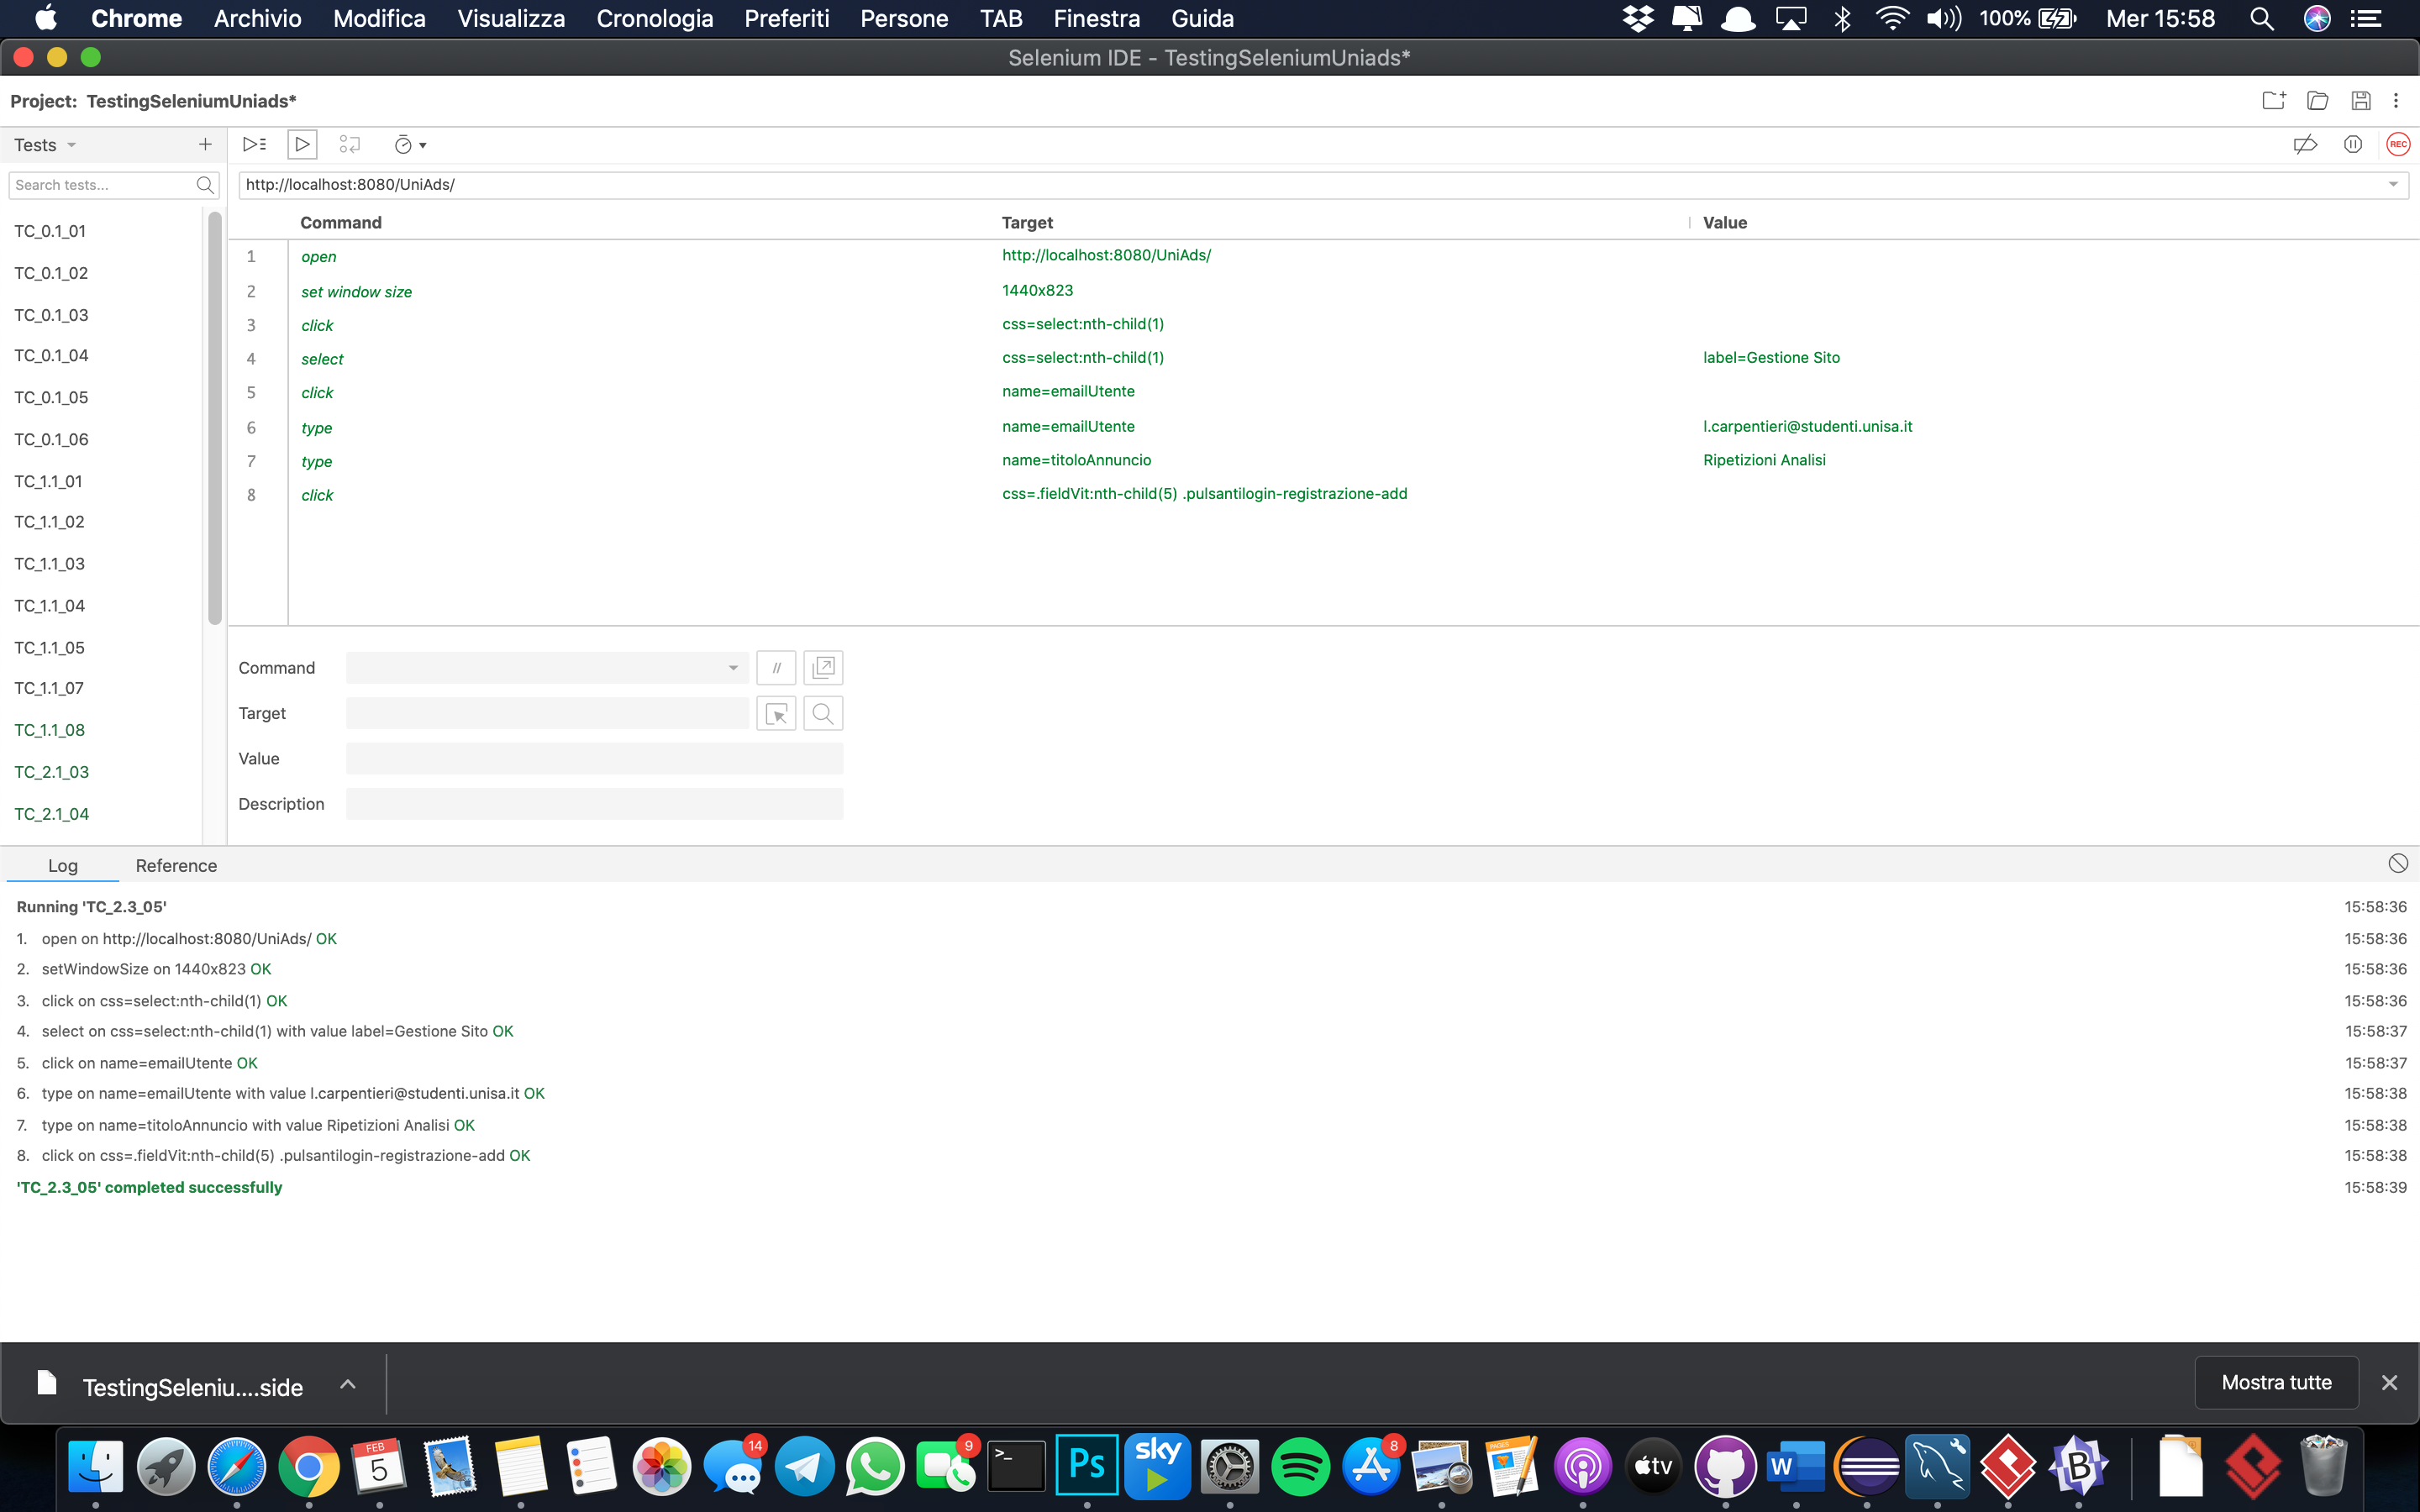 Chrome Archivio Modifica Visualizza Cronologia Preferiti Persone TAB Finestra Guida 100% Mer 15:58
Selenium IDE - TestingSeleniumUniads*
Project: TestingSeleniumUniads*
Tests
REC
Search tests...
http://localhost:8080/UniAds/
Command Target Value
1 open http://localhost:8080/UniAds/
2 set window size 1440x823
3 click css=select:nth-child(1)
4 select css=select:nth-child(1) label=Gestione Sito
5 click name=emailUtente
6 type name=emailUtente l.carpentieri@studenti.unisa.it
7 type name=titoloAnnuncio Ripetizioni Analisi
8 click css=.fieldVit:nth-child(5) .pulsantilogin-registrazione-add
TC_0.1_01
TC_0.1_02
TC_0.1_03
TC_0.1_04
TC_0.1_05
TC_0.1_06
TC_1.1_01
TC_1.1_02
TC_1.1_03
TC_1.1_04
TC_1.1_05
TC_1.1_07
TC_1.1_08
TC_2.1_03
TC_2.1_04
Command //
Target
Value
Description
Log Reference
Running 'TC_2.3_05' 15:58:36
1. open on http://localhost:8080/UniAds/ OK 15:58:36
2. setWindowSize on 1440x823 OK 15:58:36
3. click on css=select:nth-child(1) OK 15:58:36
4. select on css=select:nth-child(1) with value label=Gestione Sito OK 15:58:37
5. click on name=emailUtente OK 15:58:37
6. type on name=emailUtente with value l.carpentieri@studenti.unisa.it OK 15:58:38
7. type on name=titoloAnnuncio with value Ripetizioni Analisi OK 15:58:38
8. click on css=.fieldVit:nth-child(5) .pulsantilogin-registrazione-add OK 15:58:38
'TC_2.3_05' completed successfully 15:58:39
TestingSeleniu....side Mostra tutte
FEB 5 14 9 >_ Ps sky 8 PAGES tv W B